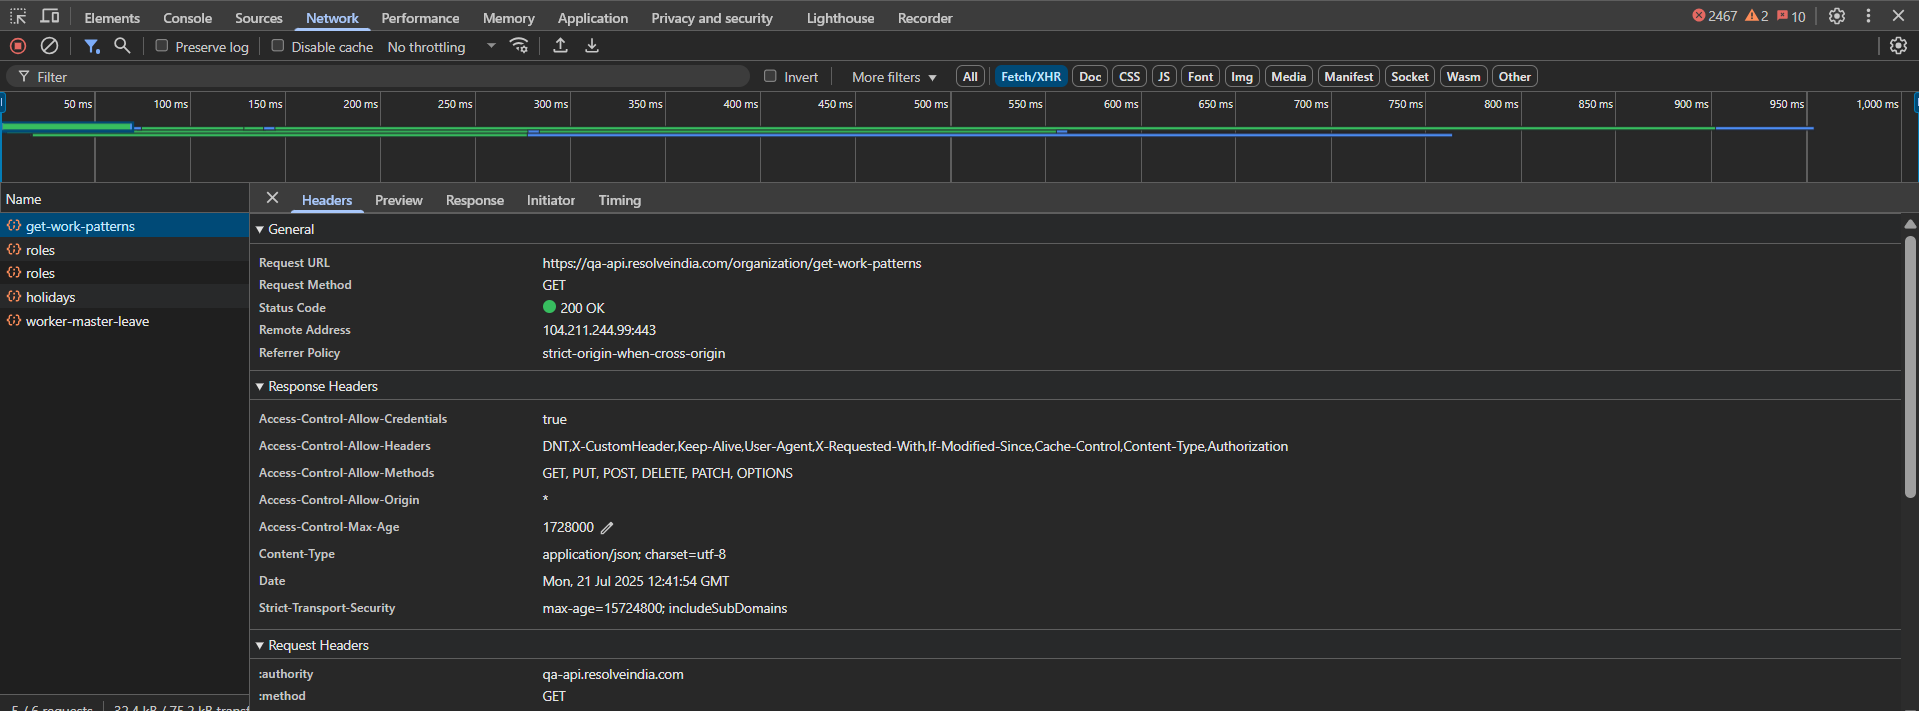 Elements Console Sources Network Performance Memory Application Privacy and security Lighthouse Recorder 2467 2 10
Preserve log Disable cache No throttling
Filter Invert More filters All Fetch/XHR Doc CSS JS Font Img Media Manifest Socket Wasm Other
50 ms 100 ms 150 ms 200 ms 250 ms 300 ms 350 ms 400 ms 450 ms 500 ms 550 ms 600 ms 650 ms 700 ms 750 ms 800 ms 850 ms 900 ms 950 ms 1,000 ms
Name
get-work-patterns
roles
roles
holidays
worker-master-leave
5 / 6 requests 32.4 kB / 75.2 kB transf
Headers Preview Response Initiator Timing
General
Request URL https://qa-api.resolveindia.com/organization/get-work-patterns
Request Method GET
Status Code 200 OK
Remote Address 104.211.244.99:443
Referrer Policy strict-origin-when-cross-origin
Response Headers
Access-Control-Allow-Credentials true
Access-Control-Allow-Headers DNT,X-CustomHeader,Keep-Alive,User-Agent,X-Requested-With,If-Modified-Since,Cache-Control,Content-Type,Authorization
Access-Control-Allow-Methods GET, PUT, POST, DELETE, PATCH, OPTIONS
Access-Control-Allow-Origin *
Access-Control-Max-Age 1728000
Content-Type application/json; charset=utf-8
Date Mon, 21 Jul 2025 12:41:54 GMT
Strict-Transport-Security max-age=15724800; includeSubDomains
Request Headers
:authority qa-api.resolveindia.com
:method GET